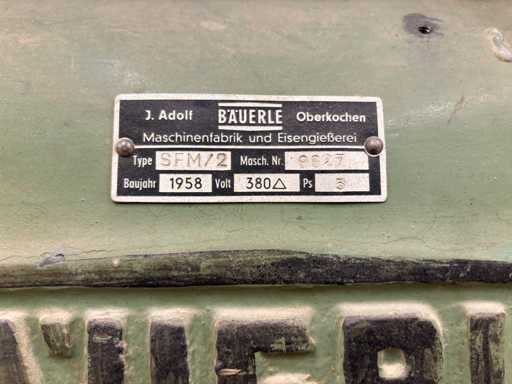 J. Adolf BÄUERLE Oberkochen
Maschinenfabrik und Eisengießerei
Type SFM/2 Masch. Nr.
Baujahr 1958 Volt 380△ Ps